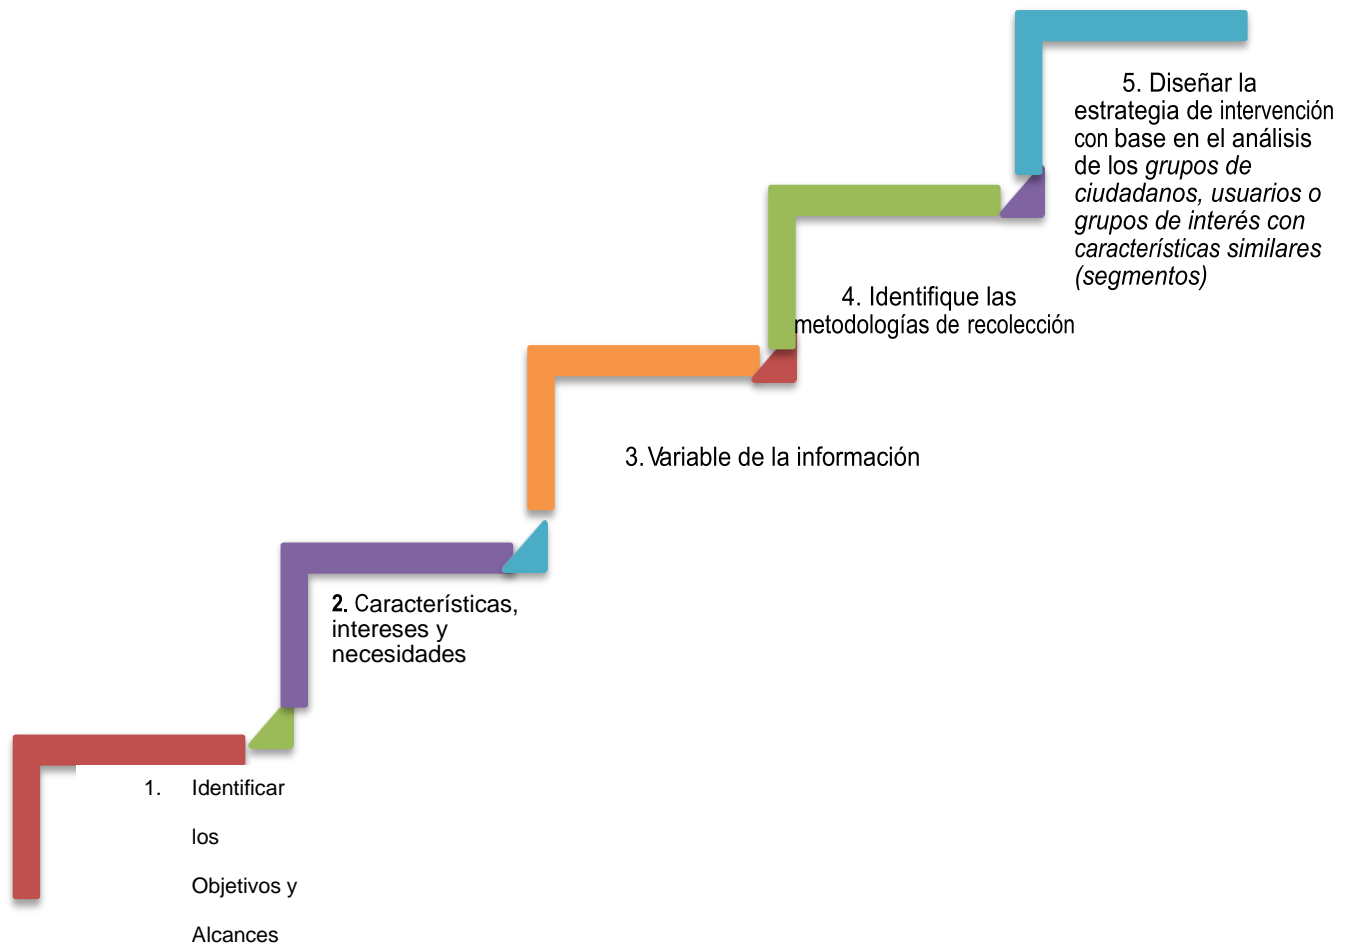 1. Identificar
los
Objetivos y
Alcances
2. Características,
intereses y
necesidades
3. Variable de la información
4. Identifique las
metodologías de recolección
5. Diseñar la
estrategia de intervención
con base en el análisis
de los grupos de
ciudadanos, usuarios o
grupos de interés con
características similares
(segmentos)